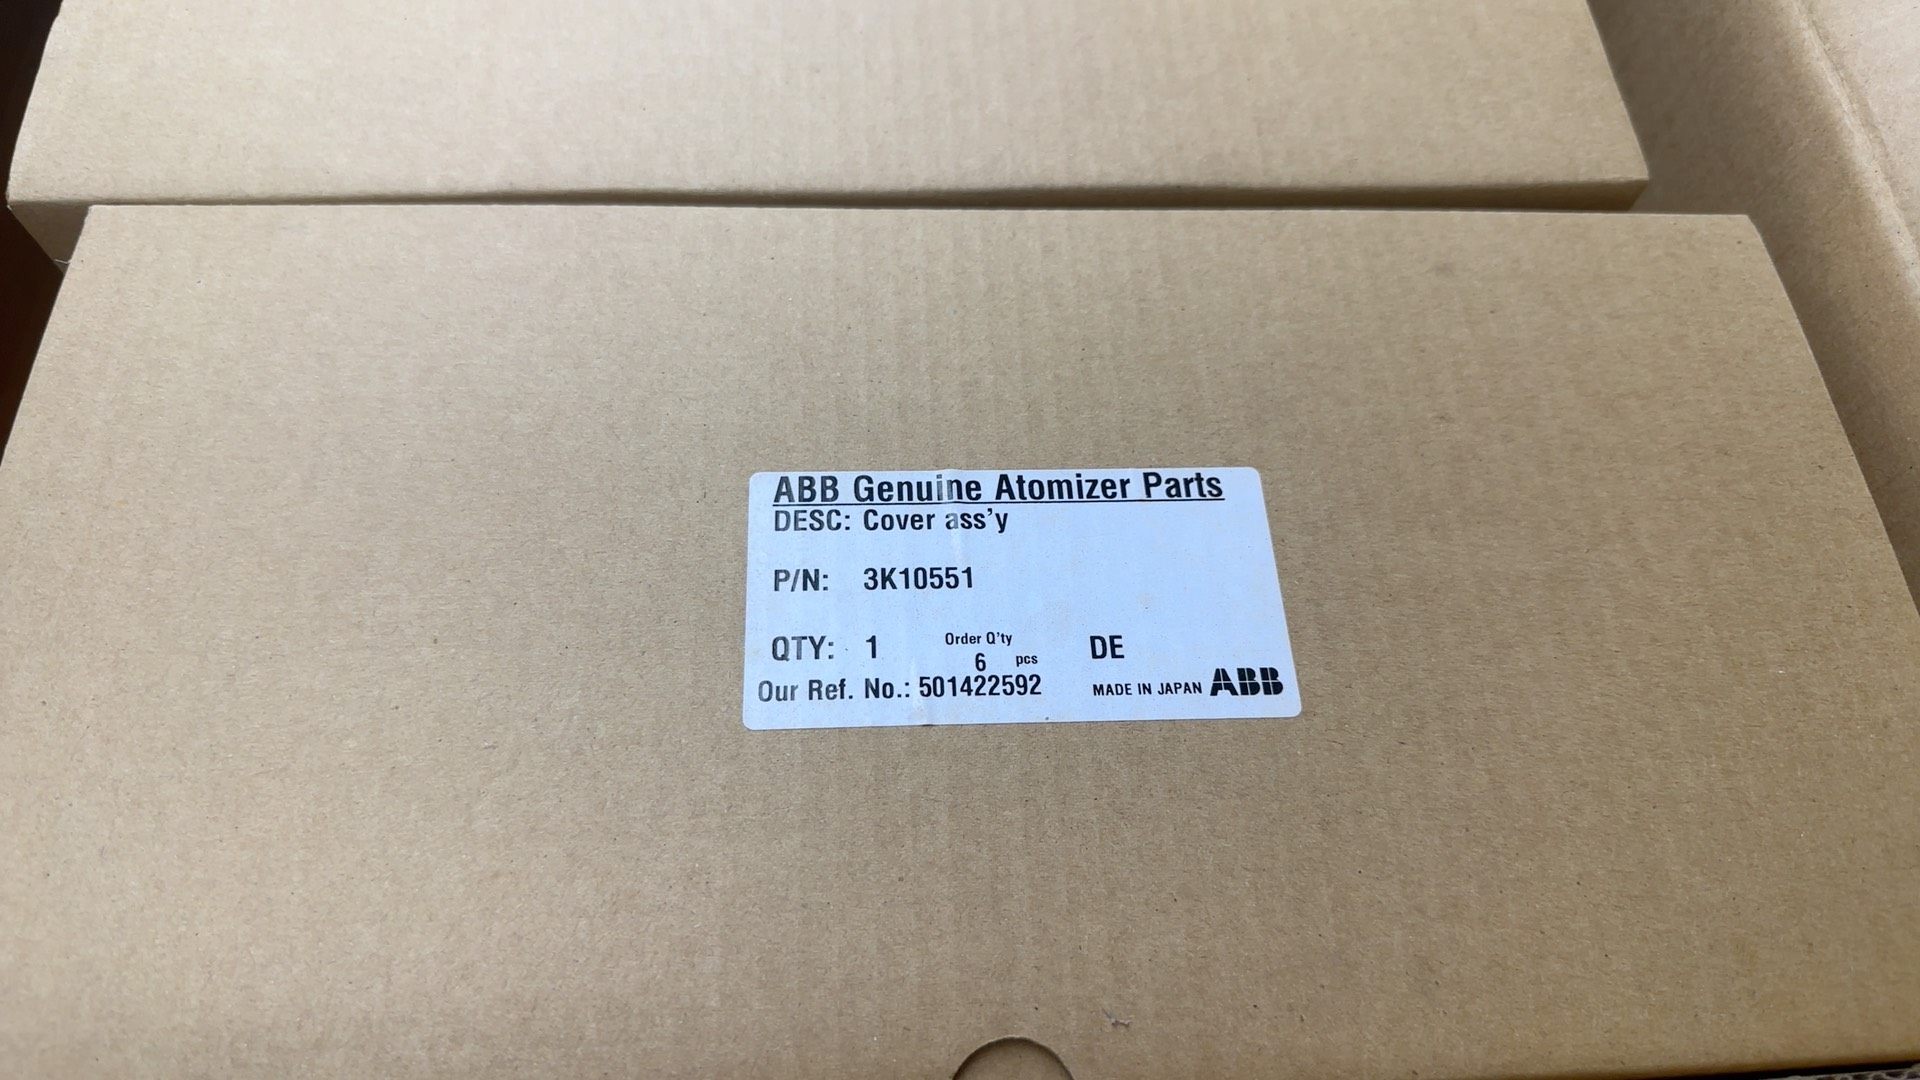 ABB Genuine Atomizer Parts
DESC: Cover ass'y
P/N: 3K10551
QTY: 1 Order Q'ty 6 pcs DE
Our Ref. No.: 501422592 MADE IN JAPAN ABB